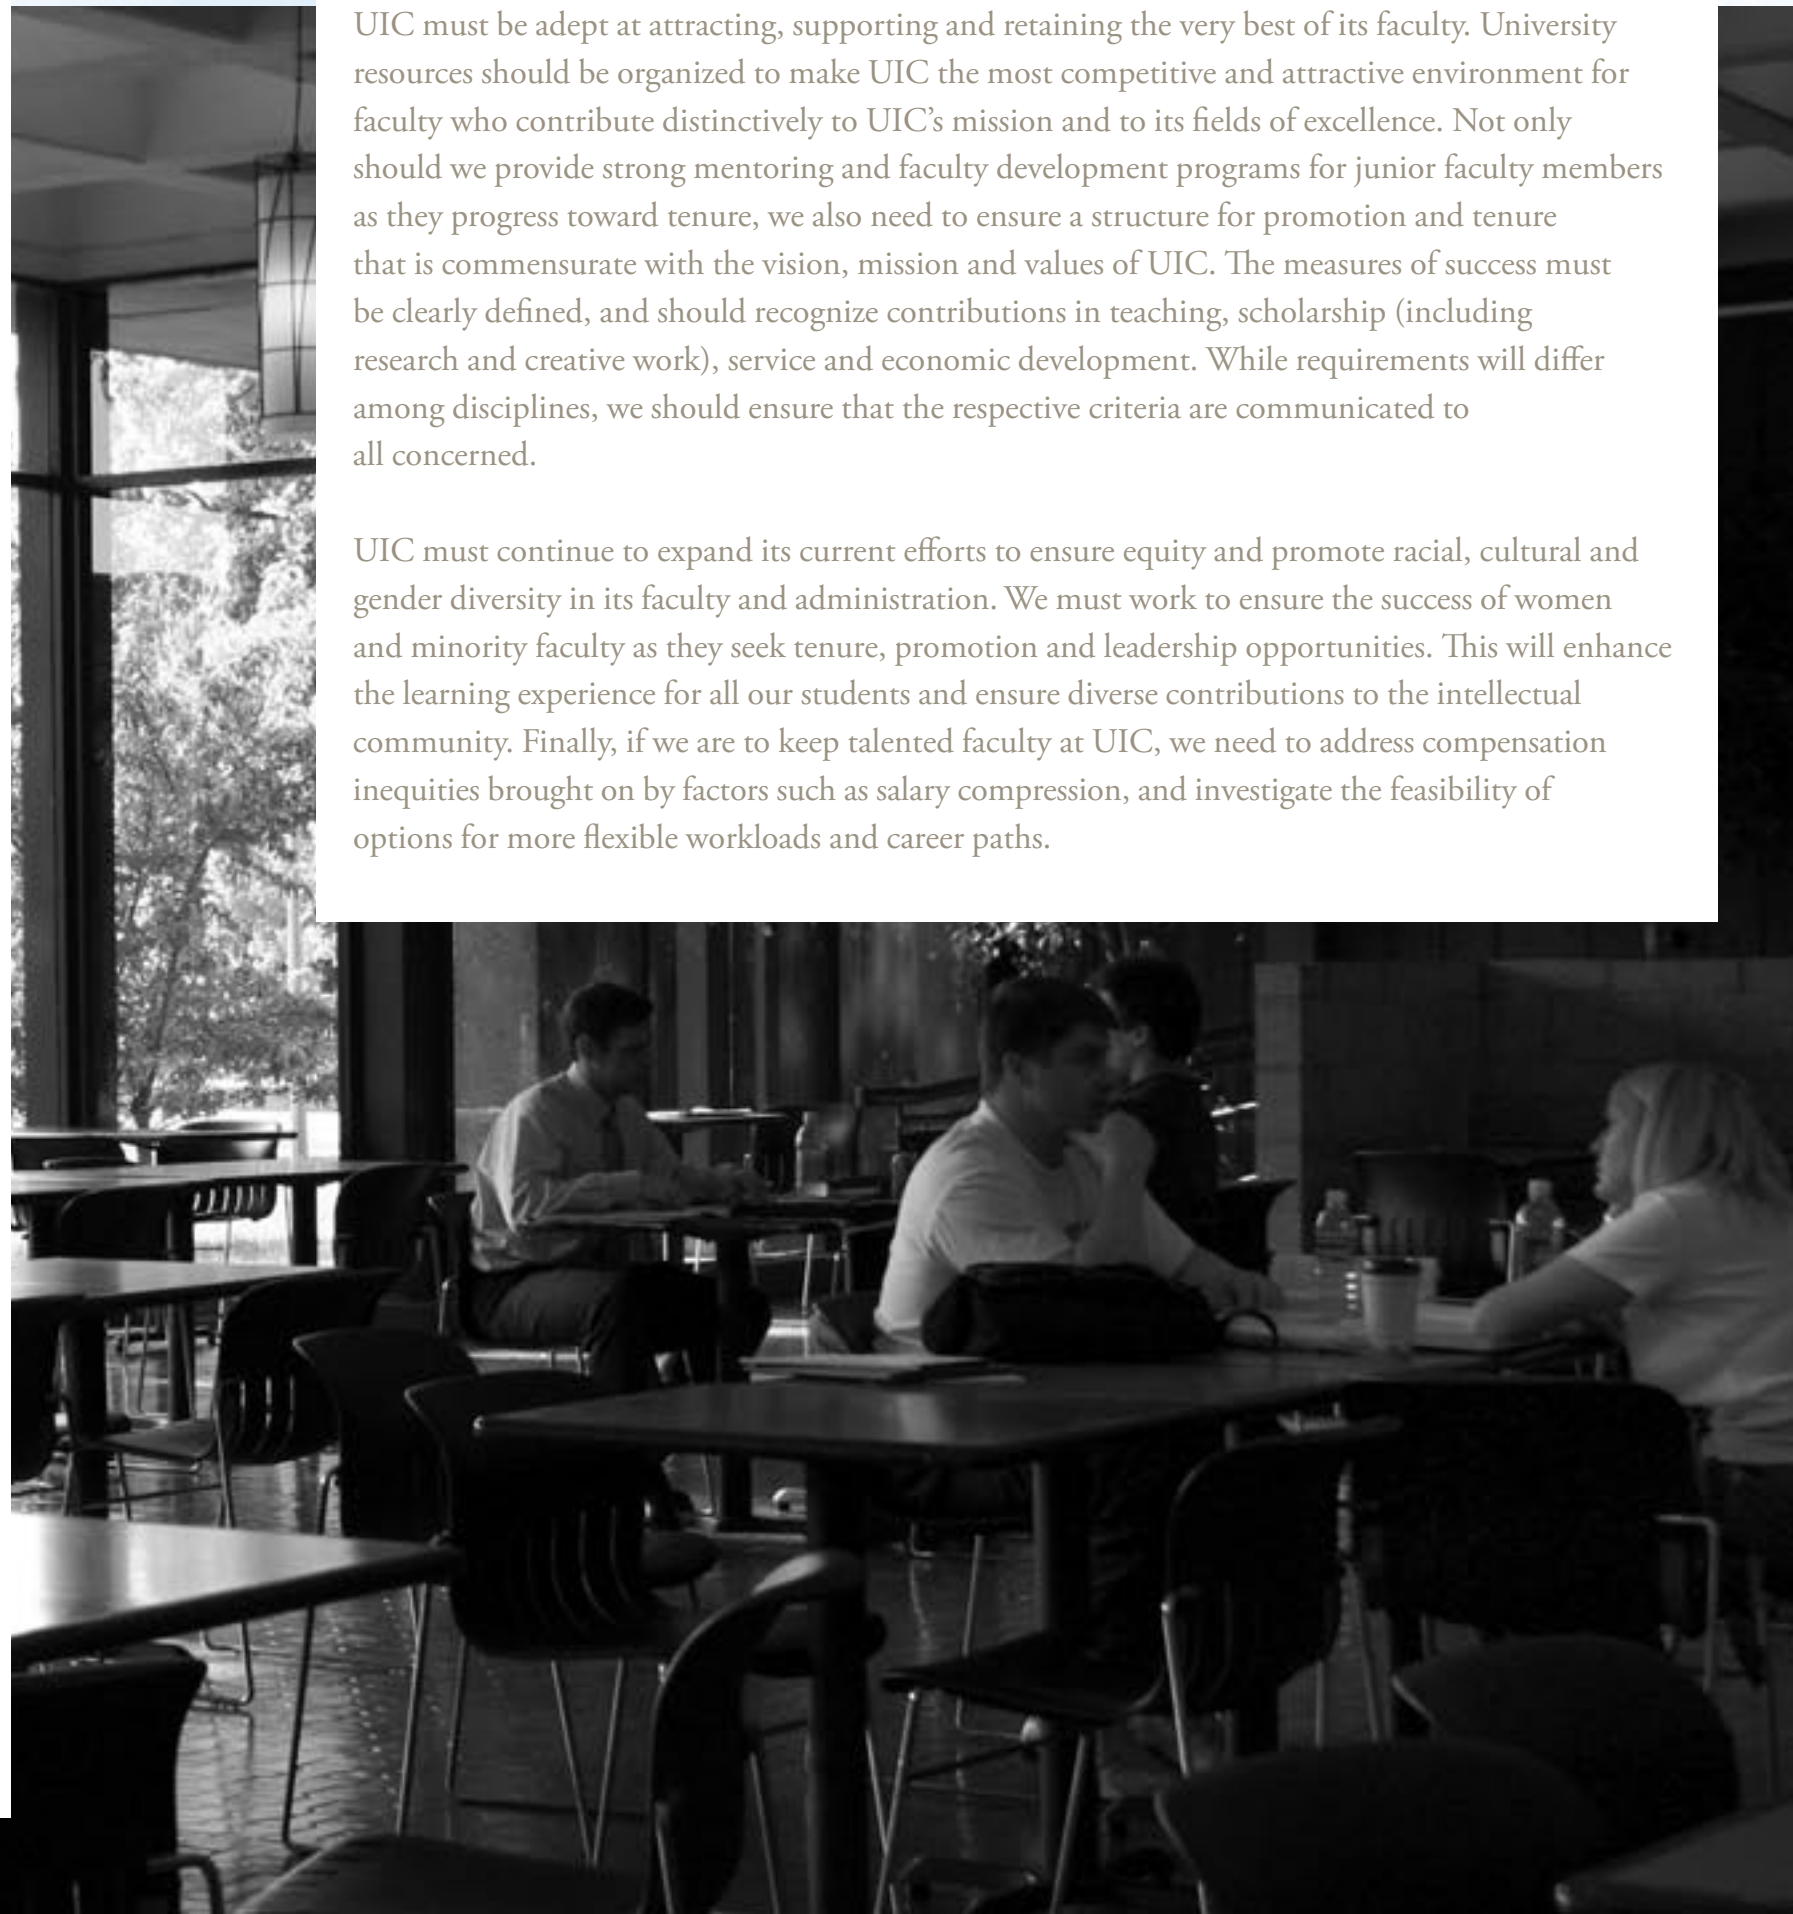 UIC must be adept at attracting, supporting and retaining the very best of its faculty. University
resources should be organized to make UIC the most competitive and attractive environment for
faculty who contribute distinctively to UIC’s mission and to its fields of excellence. Not only
should we provide strong mentoring and faculty development programs for junior faculty members
as they progress toward tenure, we also need to ensure a structure for promotion and tenure
that is commensurate with the vision, mission and values of UIC. The measures of success must
be clearly defined, and should recognize contributions in teaching, scholarship (including
research and creative work), service and economic development. While requirements will differ
among disciplines, we should ensure that the respective criteria are communicated to
all concerned.
UIC must continue to expand its current efforts to ensure equity and promote racial, cultural and
gender diversity in its faculty and administration. We must work to ensure the success of women
and minority faculty as they seek tenure, promotion and leadership opportunities. This will enhance
the learning experience for all our students and ensure diverse contributions to the intellectual
community. Finally, if we are to keep talented faculty at UIC, we need to address compensation
inequities brought on by factors such as salary compression, and investigate the feasibility of
options for more flexible workloads and career paths.